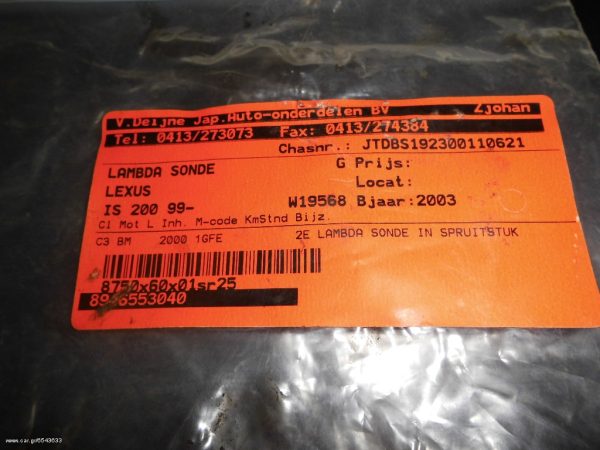 V.Deijne Jap.Auto-onderdelen BV Zjohan
Tel: 0413/273073 Fax: 0413/274384
Chasnr.: JTDBS192300110621
LAMBDA SONDE G Prijs:
LEXUS Locat:
IS 200 99- W19568 Bjaar:2003
C1 Mot L Inh. M-code KmStnd Bijz.
C3 BM 2000 1GFE 2E LAMBDA SONDE IN SPRUITSTUK
8750x60x01sr25
8946553040
www.car.gr/6543633